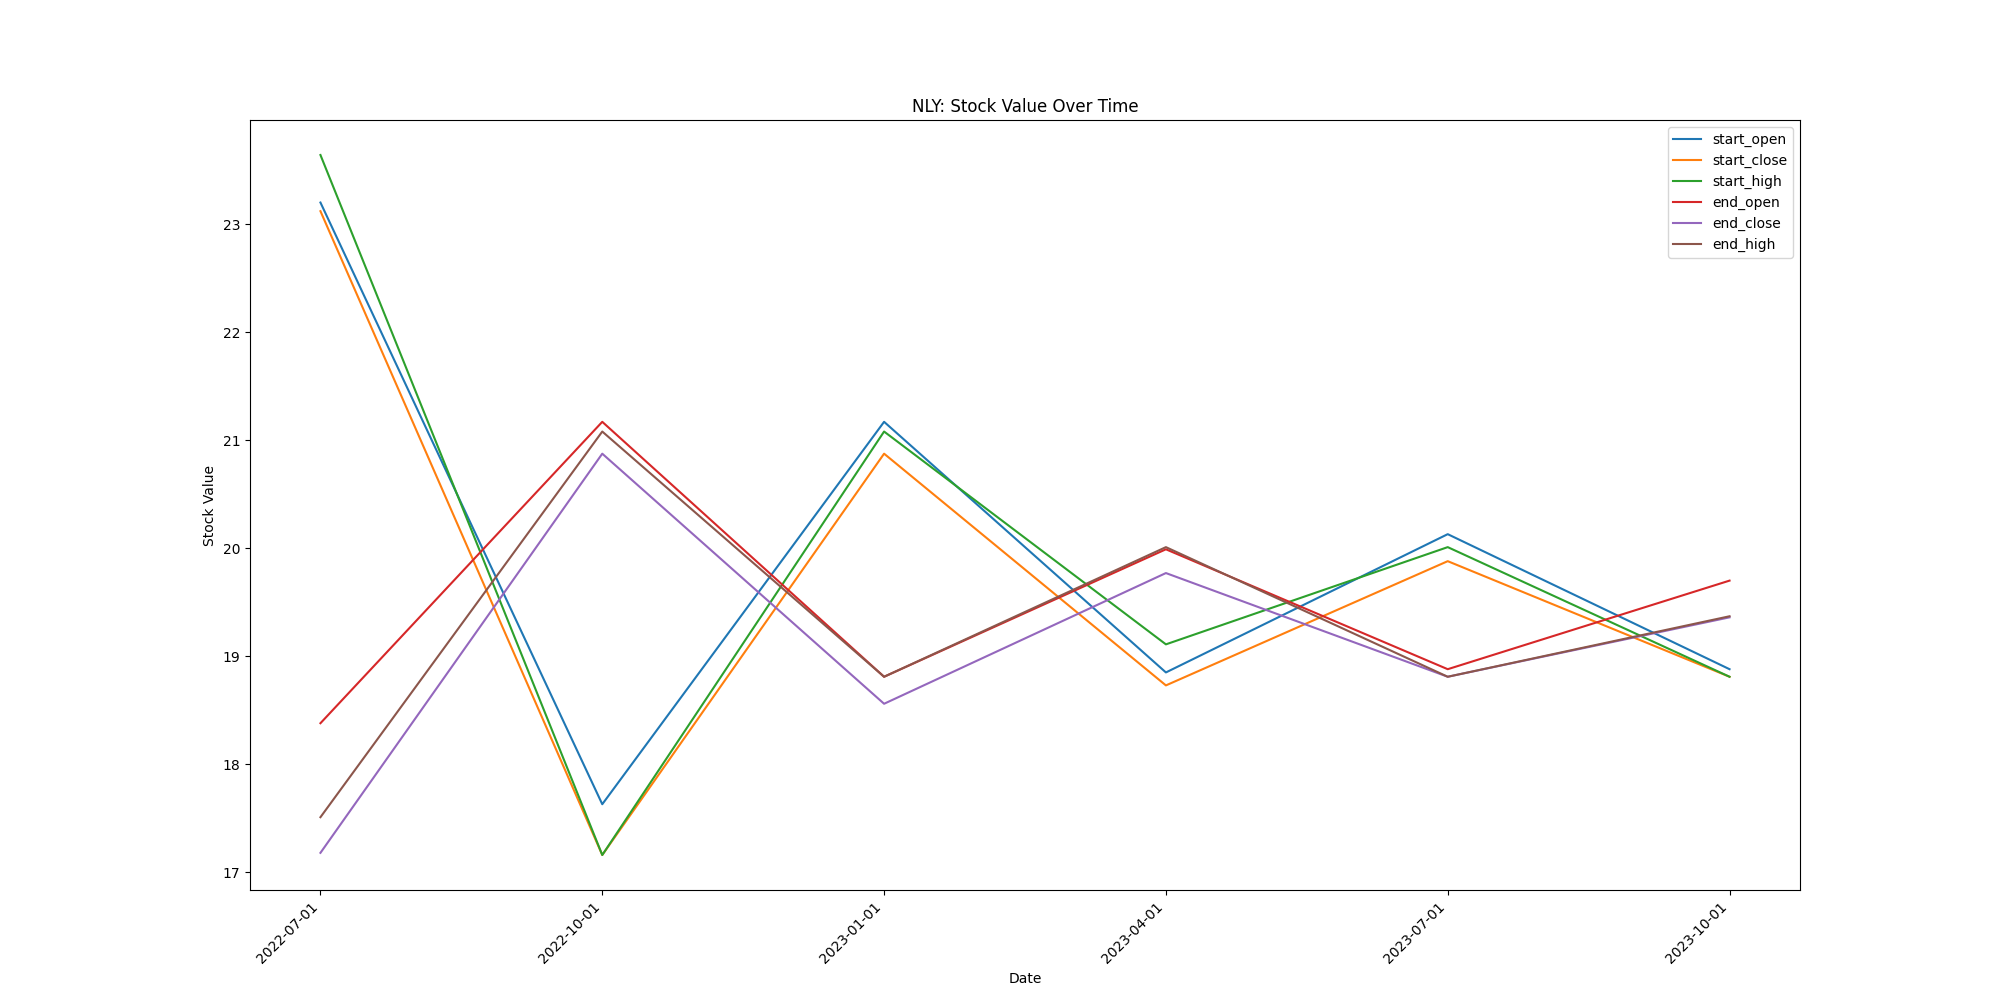 NLY: Stock Value Over Time
start_open
start_close
start_high
end_open
end_close
end_high
Stock Value
23
22
21
20
19
18
17
2022-07-01
2022-10-01
2023-01-01
2023-04-01
2023-07-01
2023-10-01
Date